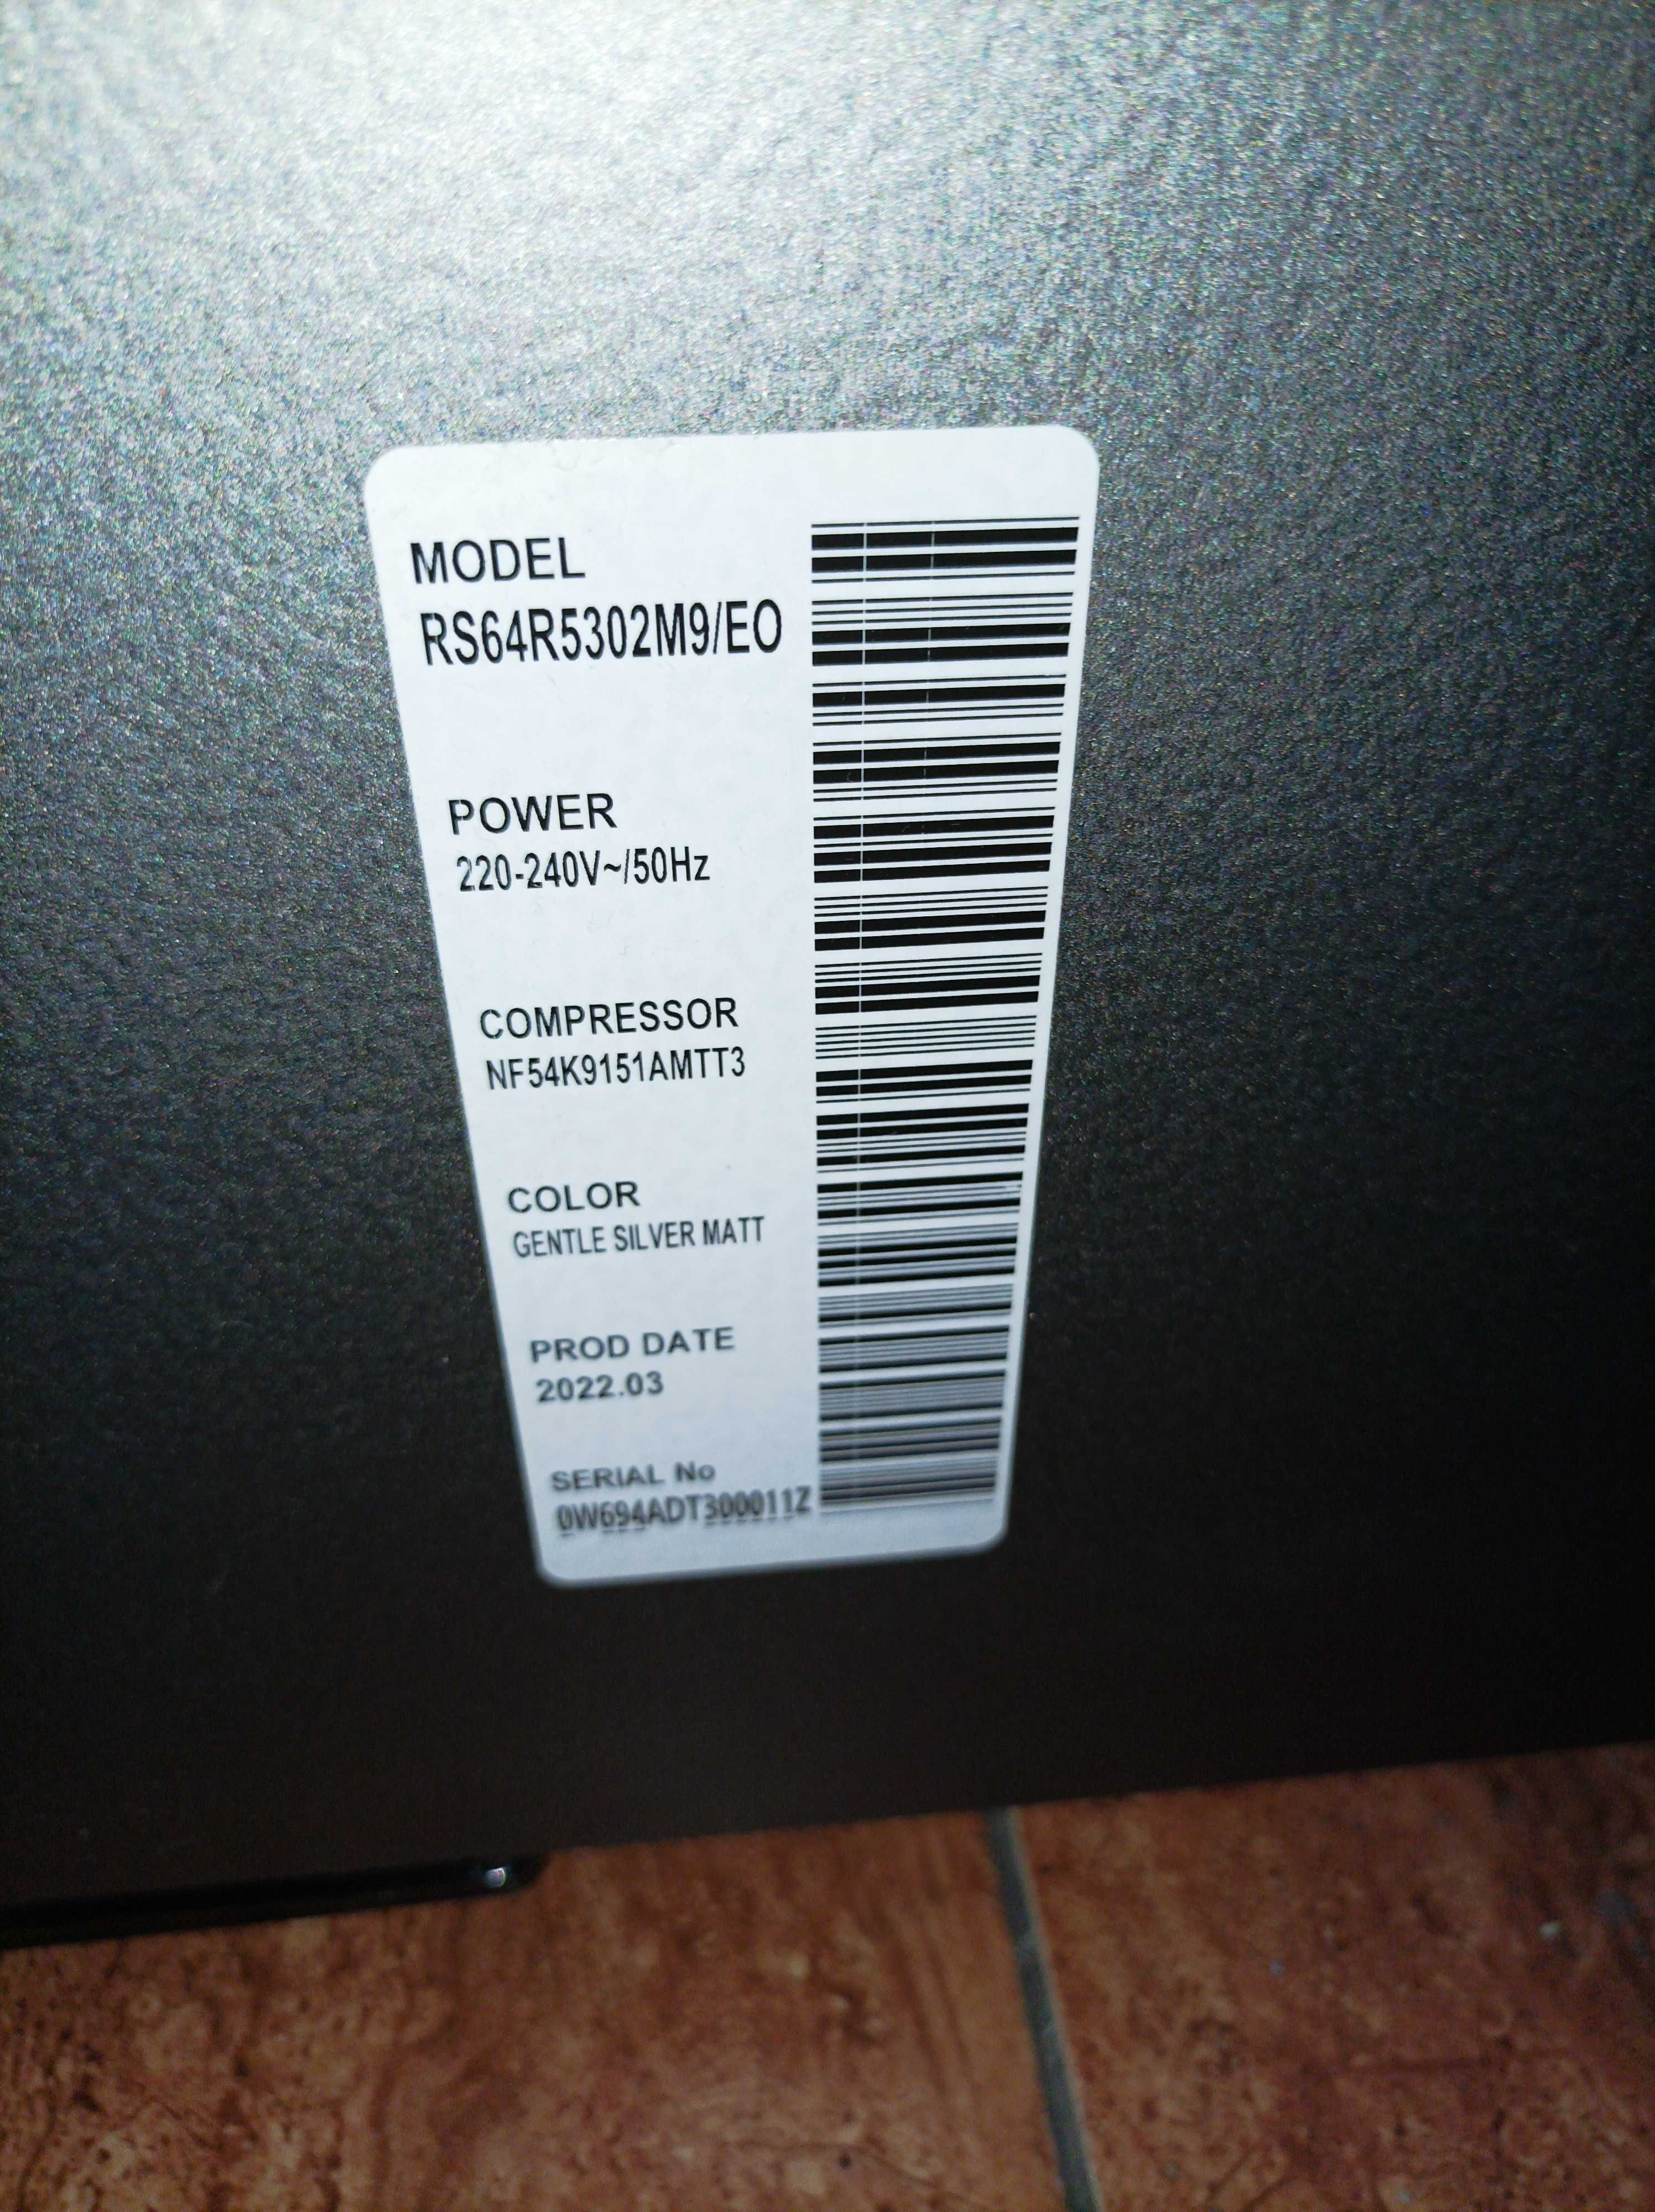 MODEL
RS64R5302M9/EO
POWER
220-240V~/50Hz
COMPRESSOR
NF54K9151AMTT3
COLOR
GENTLE SILVER MATT
PROD DATE
2022.03
SERIAL No
0W694ADT300011Z